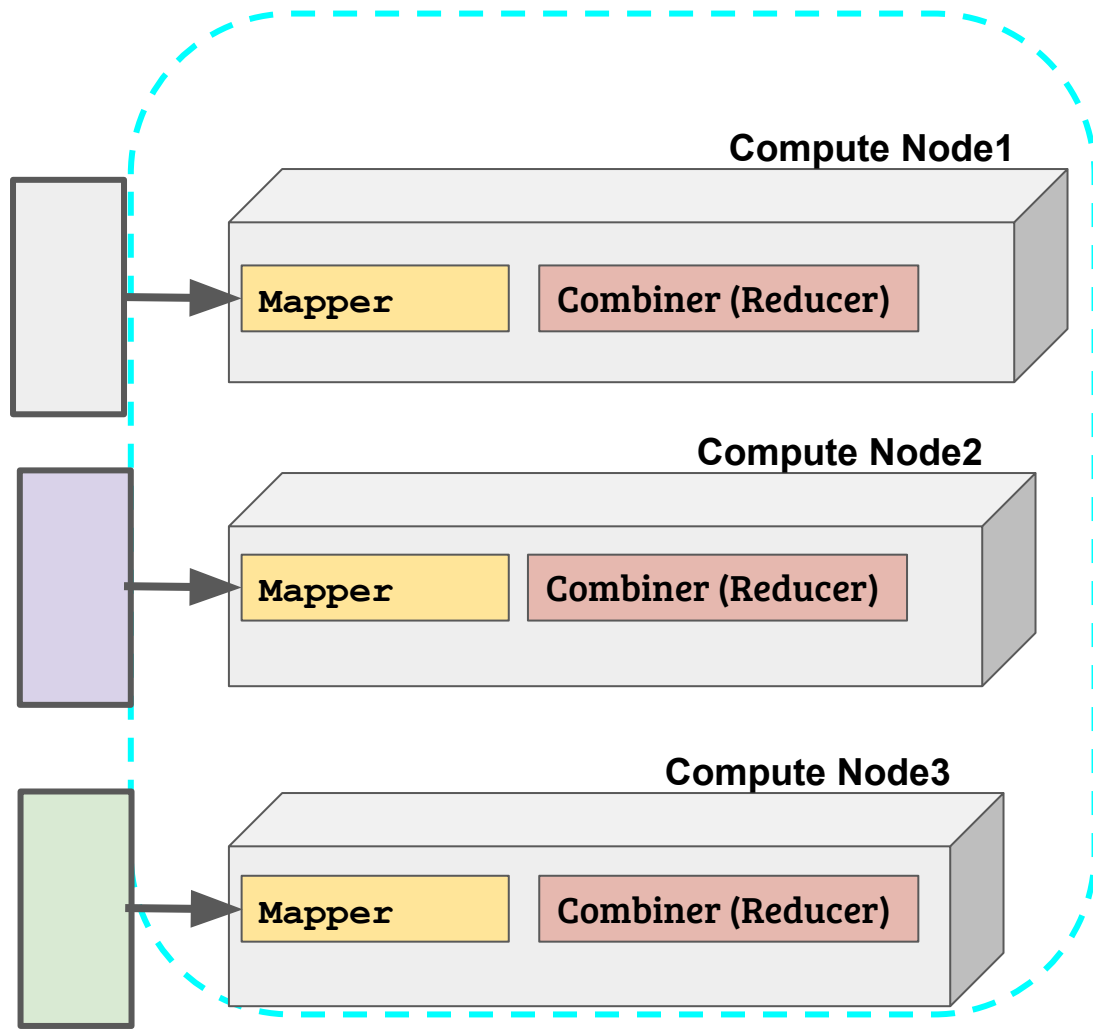 Compute Node1
Mapper
Combiner (Reducer)
Compute Node2
Mapper
Combiner (Reducer)
Compute Node3
Mapper
Combiner (Reducer)